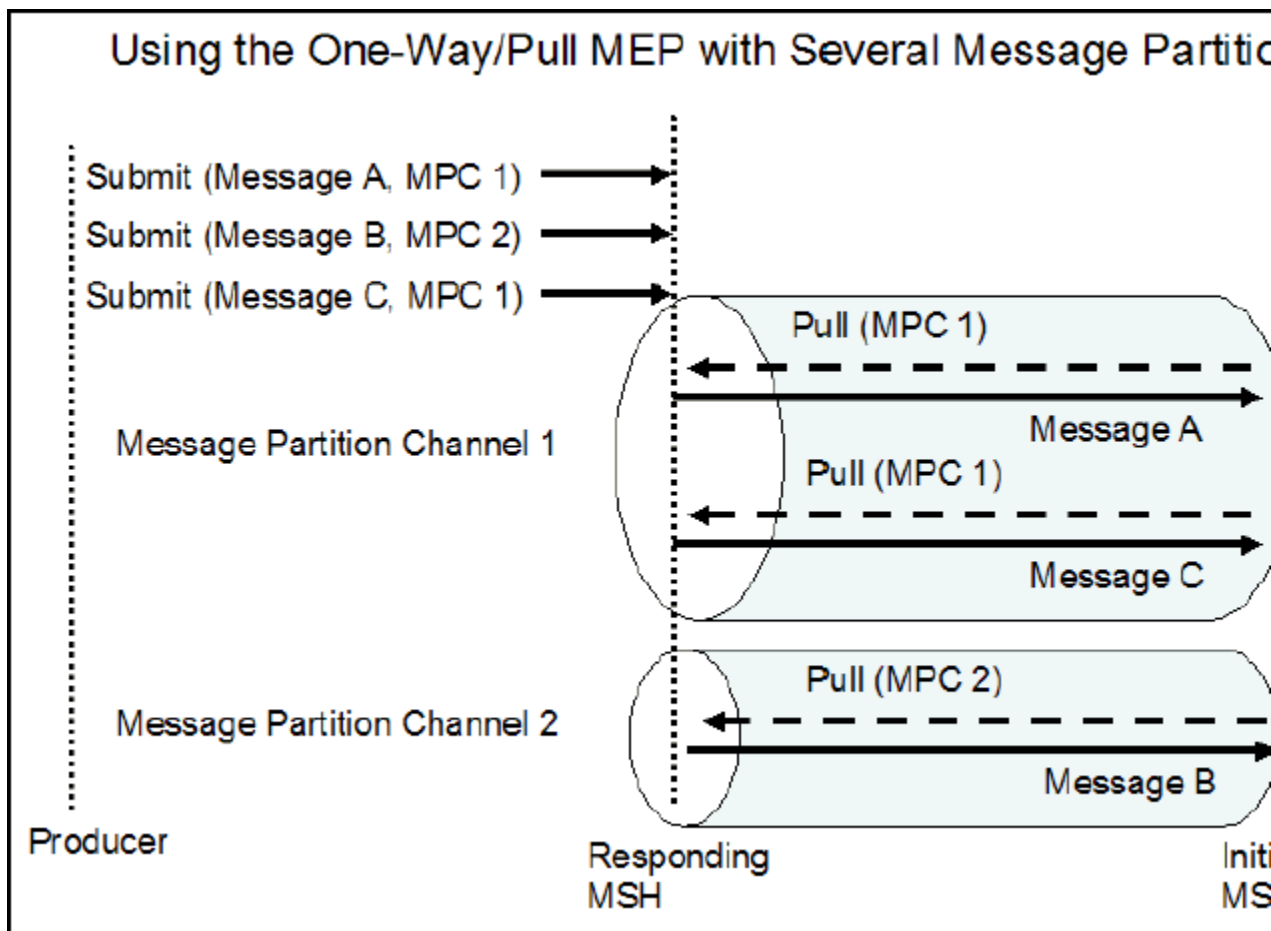 Using the One-Way/Pull MEP with Several Message
Submit (Message A, MPC 1)
Submit (Message B, MPC 2)
Submit (Message C, MPC 1)
Pull (MPC 1)
Message A
Message Partition Channel 1
Pull (MPC 1)
Message C
Pull (MPC 2)
Message Partition Channel 2
Message B
Producer
Responding
MSH